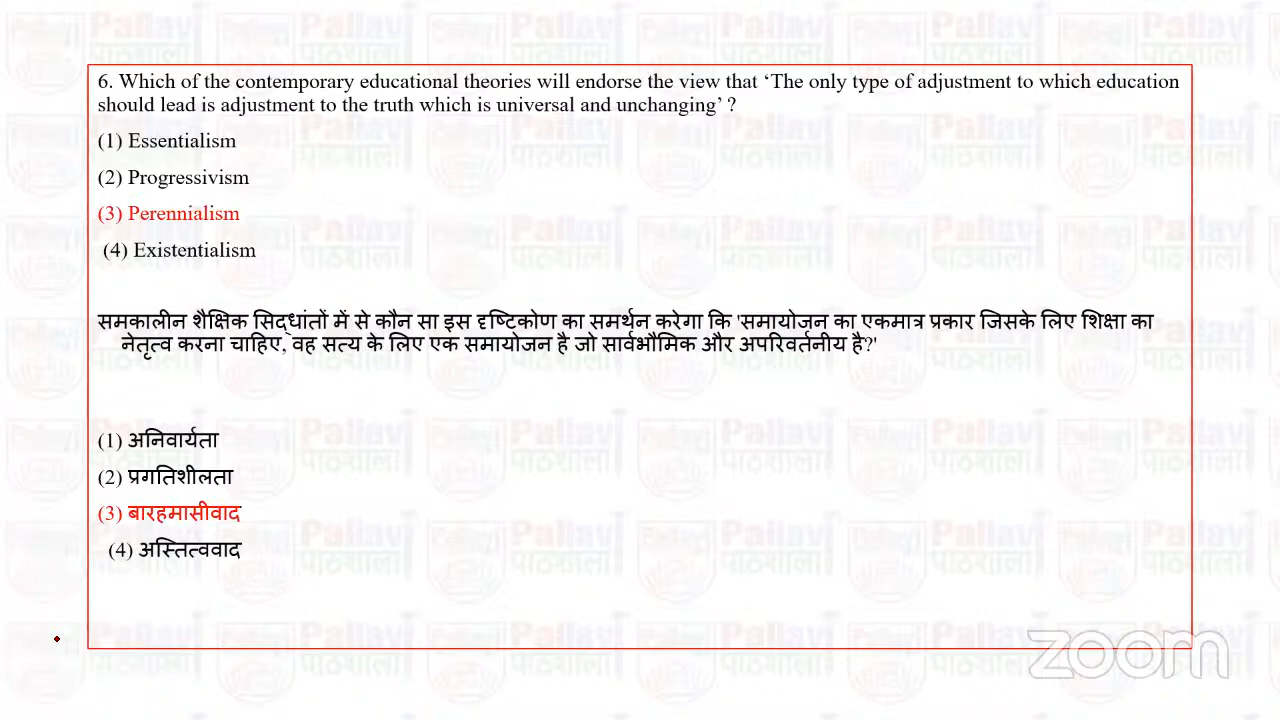 6. Which of the contemporary educational theories will endorse the view that ‘The only type of adjustment to which education
should lead is adjustment to the truth which is universal and unchanging’ ?
(1) Essentialism
(2) Progressivism
(3) Perennialism
(4) Existentialism
समकालीन शैक्षिक सिद्धांतों में से कौन सा इस दृष्टिकोण का समर्थन करेगा कि 'समायोजन का एकमात्र प्रकार जिसके लिए शिक्षा का
नेतृत्व करना चाहिए, वह सत्य के लिए एक समायोजन है जो सार्वभौमिक और अपरिवर्तनीय है?'
(1) अनिवार्यता
(2) प्रगतिशीलता
(3) बारहमासीवाद
(4) अस्तित्ववाद
zoom